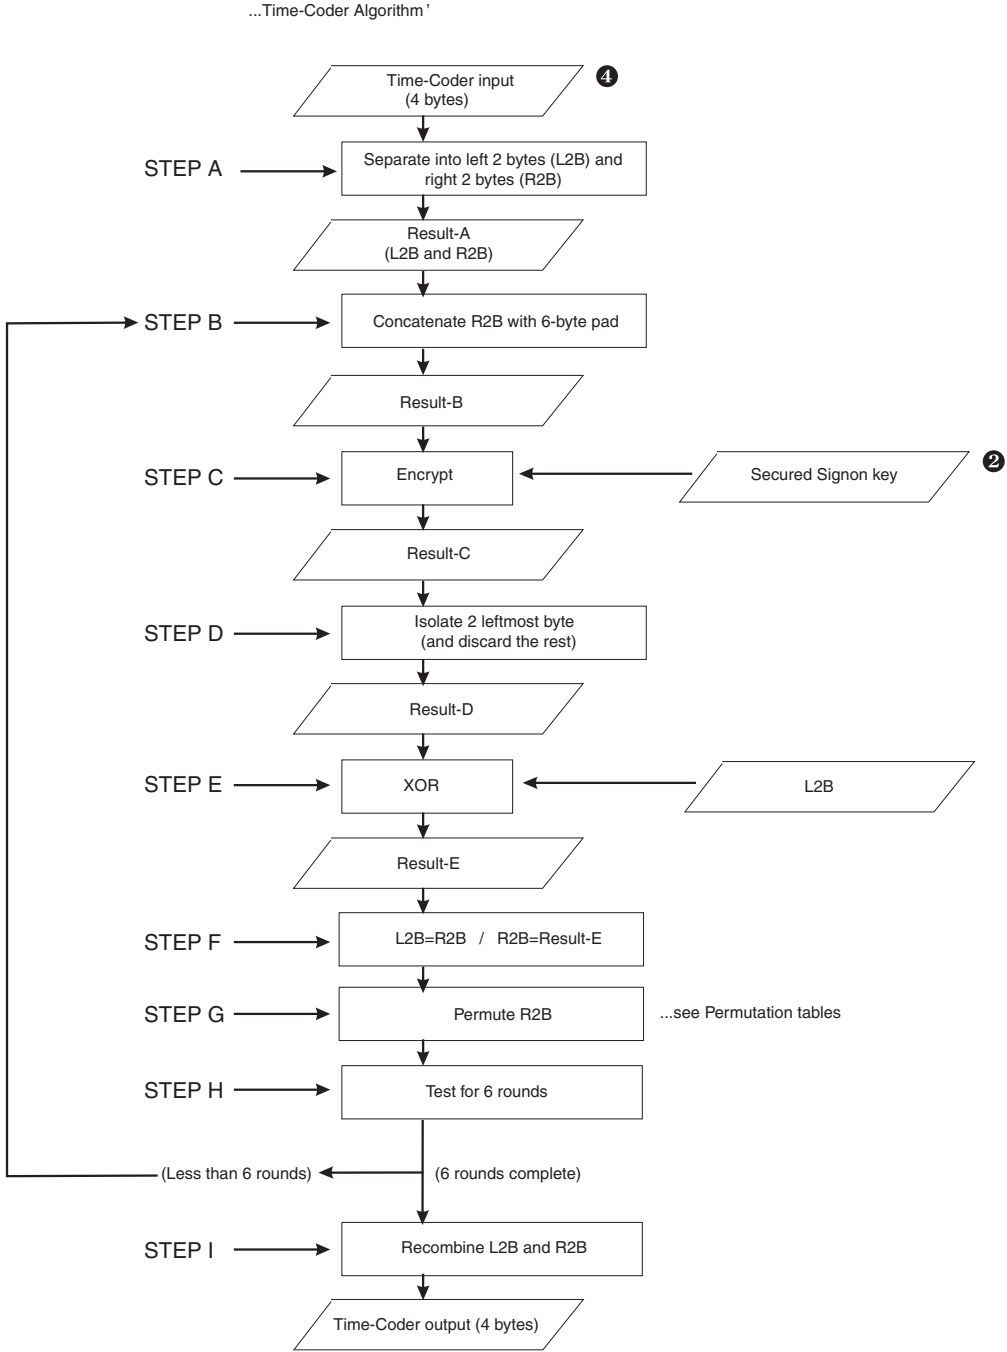 ...Time-Coder Algorithm'
Time-Coder input
(4 bytes)
4
STEP A
Separate into left 2 bytes (L2B) and
right 2 bytes (R2B)
Result-A
(L2B and R2B)
STEP B
Concatenate R2B with 6-byte pad
Result-B
STEP C
Encrypt
Secured Signon key
2
Result-C
STEP D
Isolate 2 leftmost byte
(and discard the rest)
Result-D
STEP E
XOR
L2B
Result-E
STEP F
L2B=R2B / R2B=Result-E
STEP G
Permute R2B
...see Permutation tables
STEP H
Test for 6 rounds
(Less than 6 rounds)
(6 rounds complete)
STEP I
Recombine L2B and R2B
Time-Coder output (4 bytes)